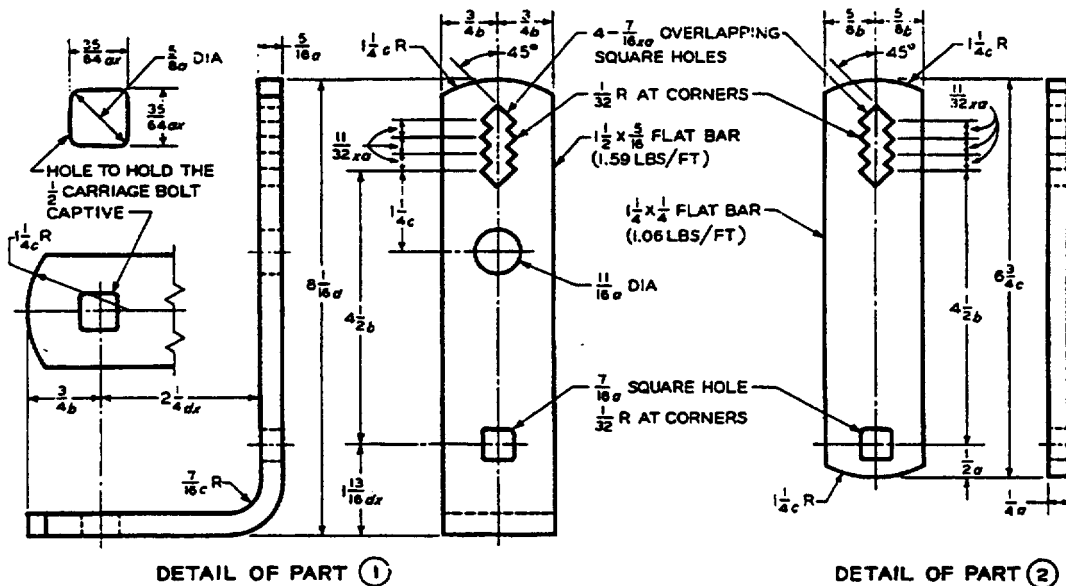 35/64 ax
5/8 a DIA
35/64 ax
HOLE TO HOLD THE
1/2 CARRIAGE BOLT
CAPTIVE
1 1/4 c R
3/4 b
2 1/4 dx
7/16 c R
5/16 a
8 1/16 d
DETAIL OF PART 1
3/4 b
3/4 b
1 1/4 c R
45°
4 - 7/16 xa OVERLAPPING
SQUARE HOLES
1/32 R AT CORNERS
11/32 xa
1 1/2 x 5/16 FLAT BAR
(1.59 LBS/FT)
1 1/4 c
4 1/2 b
11/16 a DIA
7/16 a SQUARE HOLE
1/32 R AT CORNERS
1 13/16 dx
1 1/4 x 1/4 FLAT BAR
(1.06 LBS/FT)
5/8 b
5/8 b
45°
1 1/4 c R
11/32 xa
6 3/4 c
4 1/2 b
1/2 a
1 1/4 c R
1/4 a
DETAIL OF PART 2